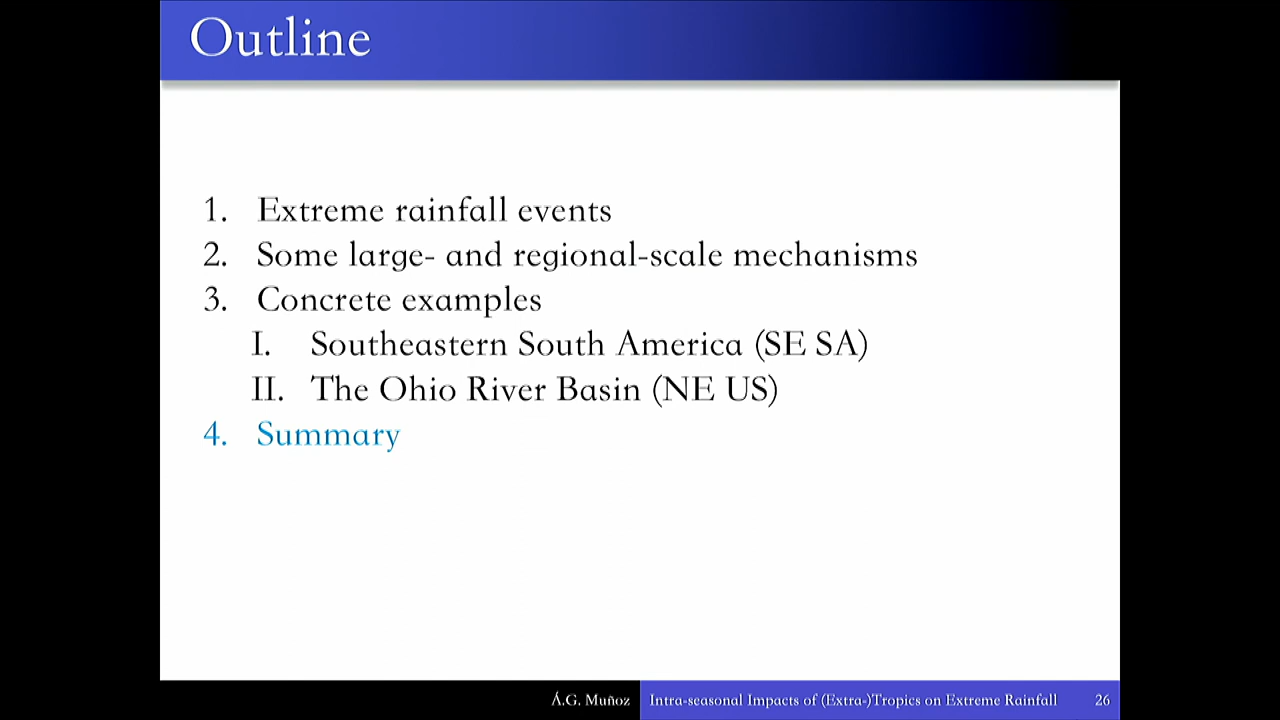 Outline
1. Extreme rainfall events
2. Some large- and regional-scale mechanisms
3. Concrete examples
I. Southeastern South America (SE SA)
II. The Ohio River Basin (NE US)
4. Summary
Á.G. Muñoz Intra-seasonal Impacts of (Extra-)Tropics on Extreme Rainfall 26